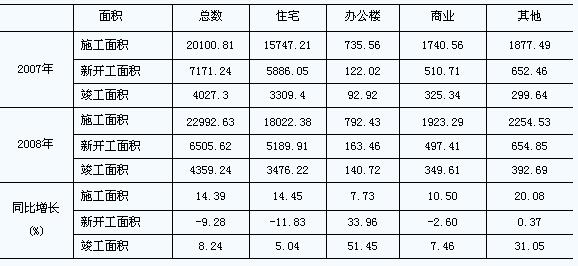 面积 总数 住宅 办公楼 商业 其他
施工面积 20100.81 15747.21 735.56 1740.56 1877.49
2007年 新开工面积 7171.24 5886.05 122.02 510.71 652.46
竣工面积 4027.3 3309.4 92.92 325.34 299.64
施工面积 22992.63 18022.38 792.43 1923.29 2254.53
2008年 新开工面积 6505.62 5189.91 163.46 497.41 654.85
竣工面积 4359.24 3476.22 140.72 349.61 392.69
施工面积 14.39 14.45 7.73 10.50 20.08
同比增长 (%) 新开工面积 -9.28 -11.83 33.96 -2.60 0.37
竣工面积 8.24 5.04 51.45 7.46 31.05